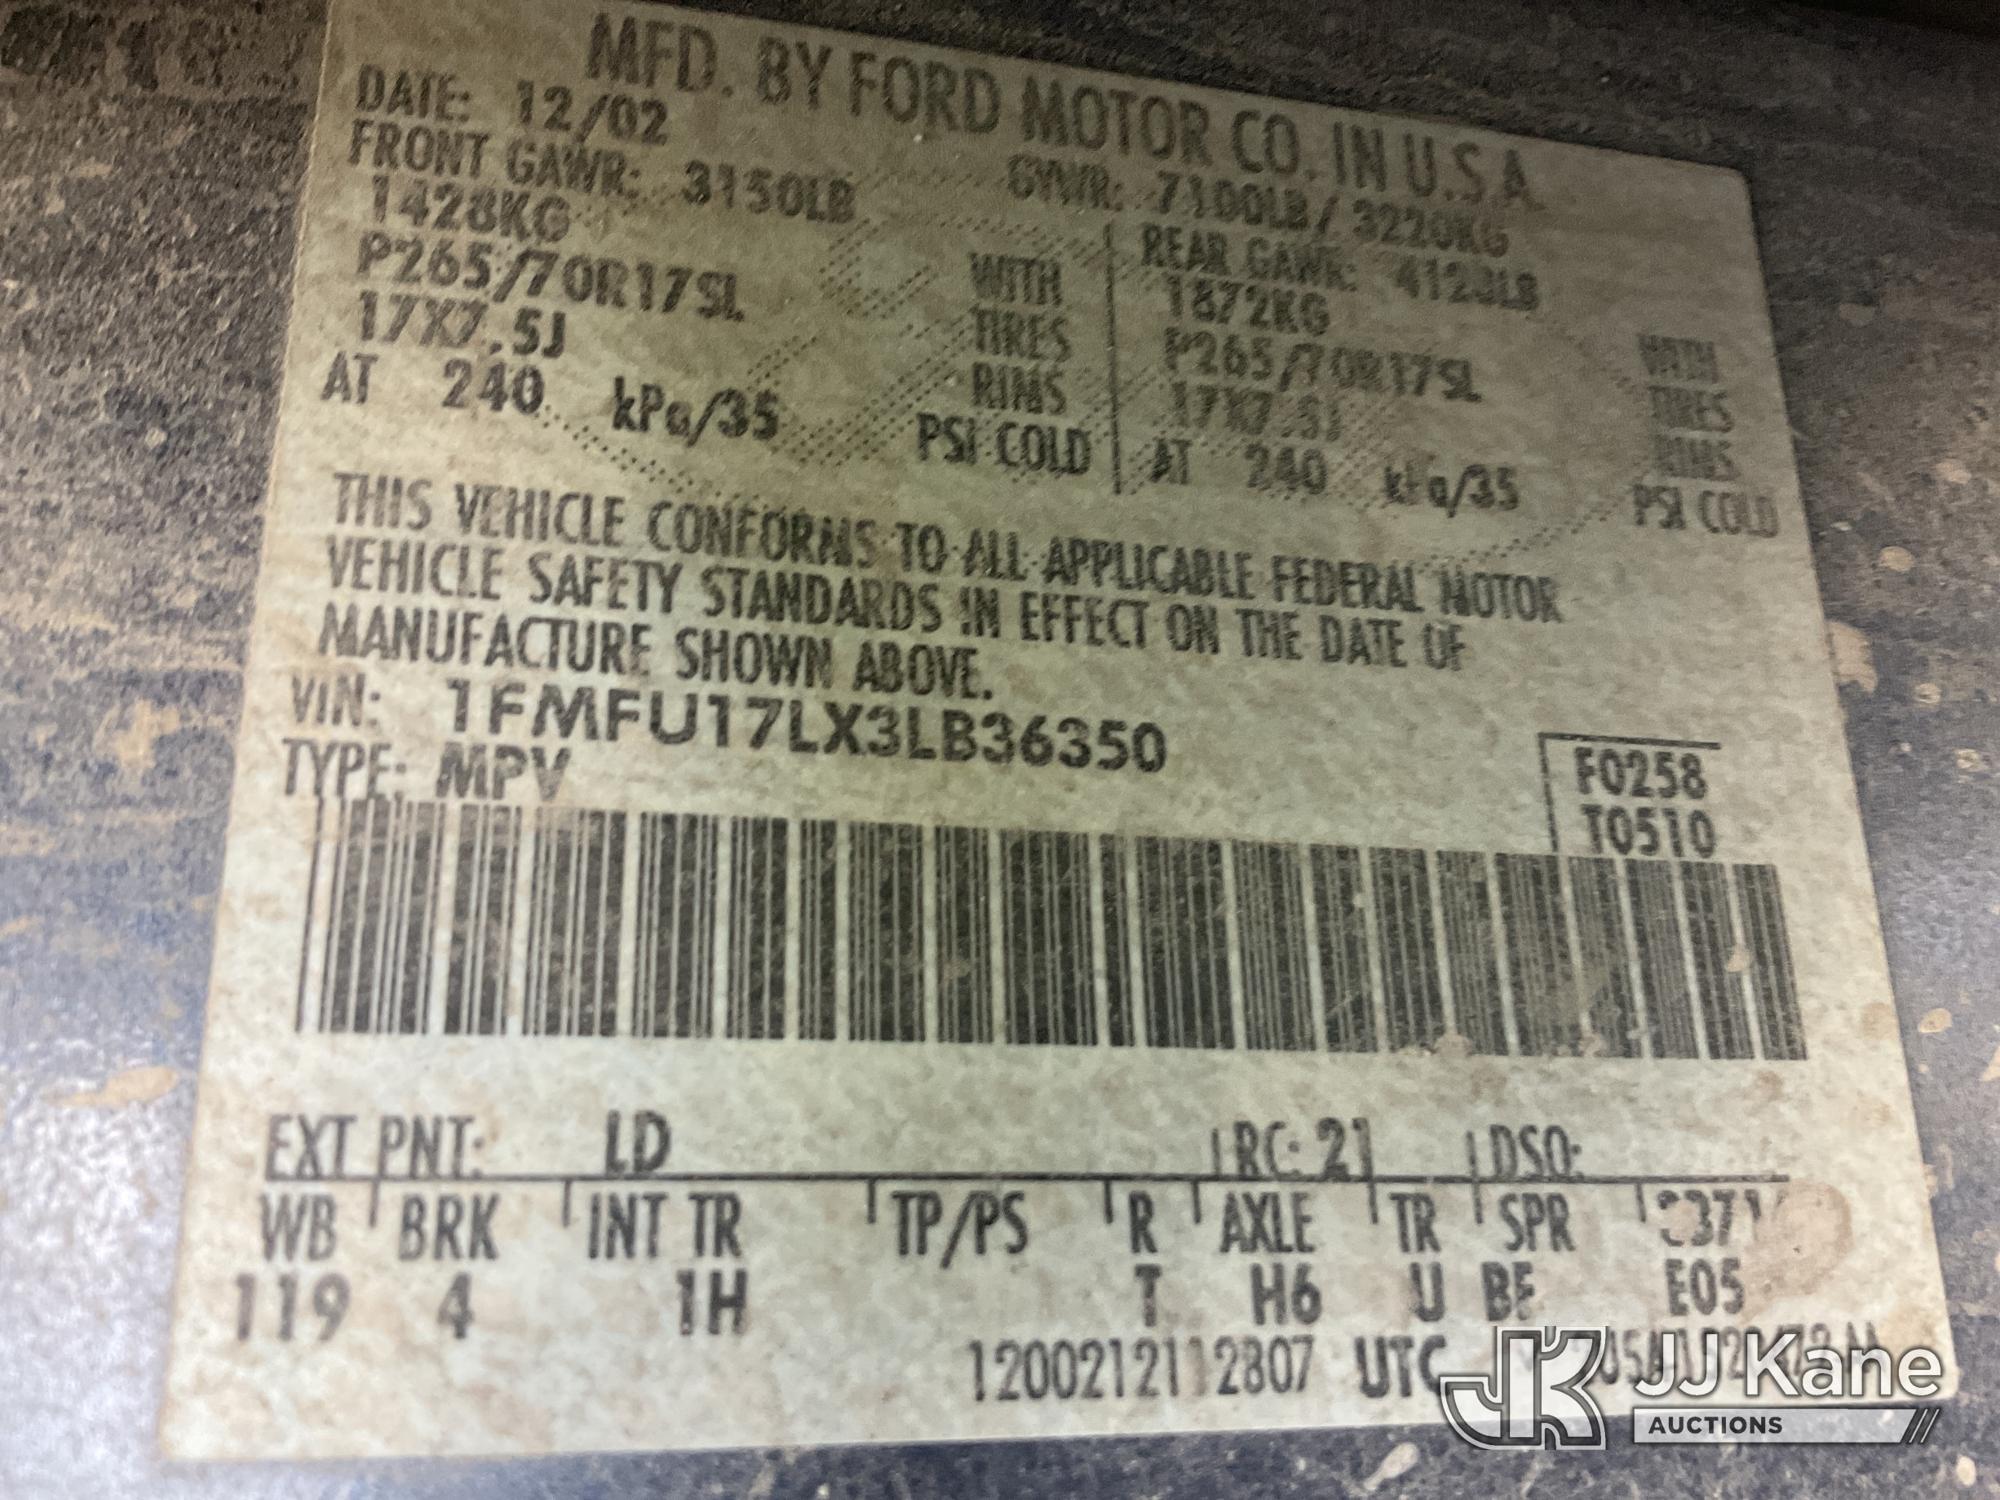 MFD. BY FORD MOTOR CO. IN U.S.A.
DATE: 12/02
GVWR: 7100LB / 3220KG
FRONT GAWR: 3150LB
1428KG
P265/70R17SL
17X7.5J
AT 240 kPa/35
WITH
TIRES
RIMS
PSI COLD
REAR GAWR:
1872KG
P265/70R17SL
17X7.5J
AT 240 kPa/35
WITH
TIRES
RIMS
PSI COLD
THIS VEHICLE CONFORMS TO ALL APPLICABLE FEDERAL MOTOR
VEHICLE SAFETY STANDARDS IN EFFECT ON THE DATE OF
MANUFACTURE SHOWN ABOVE.
VIN: 1FMFU17LX3LB36350
TYPE: MPV
F0258
T0510
EXT PNT: LD RC: 21 DSO:
WB BRK INT TR TP/PS R AXLE TR SPR
119 4 1H T H6 U E05
UTC
JJ Kane
AUCTIONS